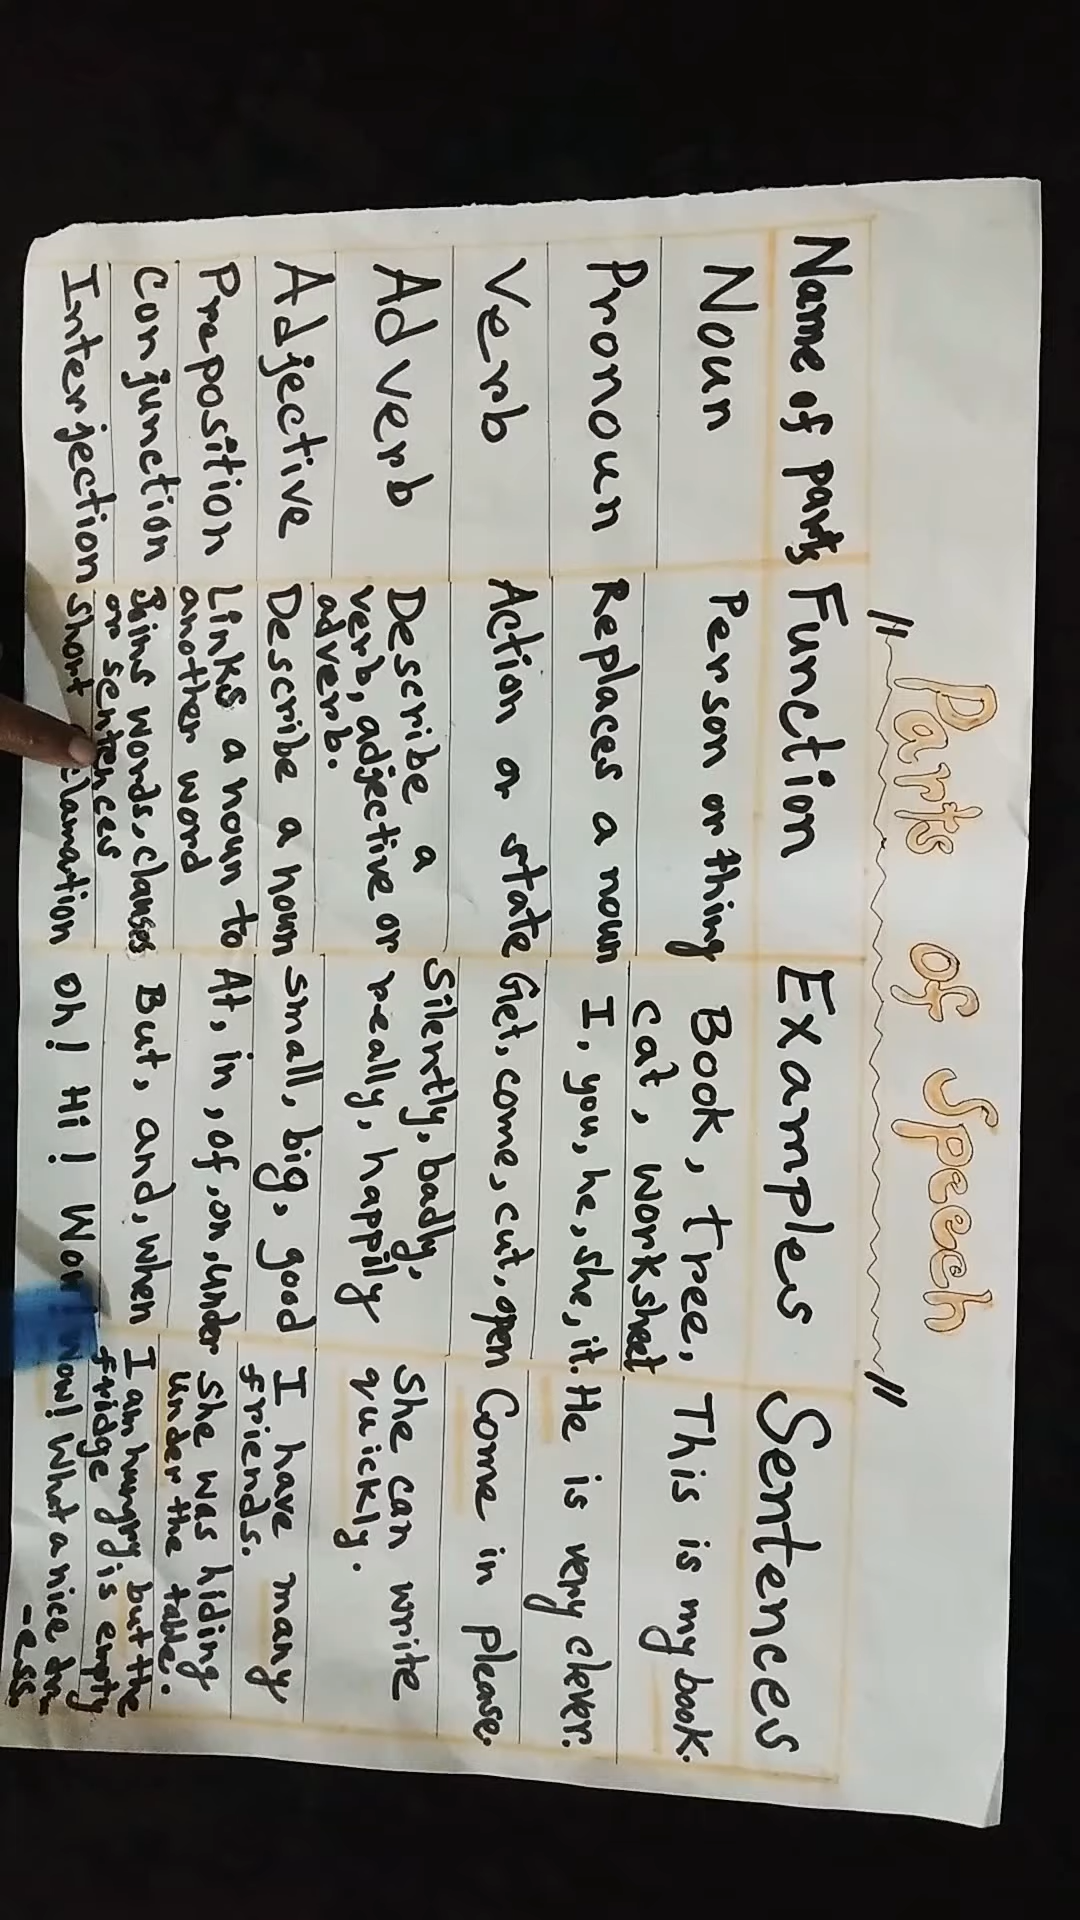 "Parts of Speech"
Name of parts Function Examples Sentences
Noun Person or thing Book, tree, This is my book.
cat, worksheet
Pronoun Replaces a noun I, you, he, she, it. He is very clever.
Verb Action or state Get, come, cut, open Come in please.
Adverb Describe a Silently, badly, She can write
verb, adjective or really, happily quickly.
adverb.
Adjective Describe a noun small, big, good I have many
friends.
Preposition Links a noun to At, in, of, on, under She was hiding
another word under the table.
Conjunction Joins words, clauses But, and, when I am hungry but the
or sentences fridge is empty
Interjection short oh! Hi! Wow! Wow! What a nice